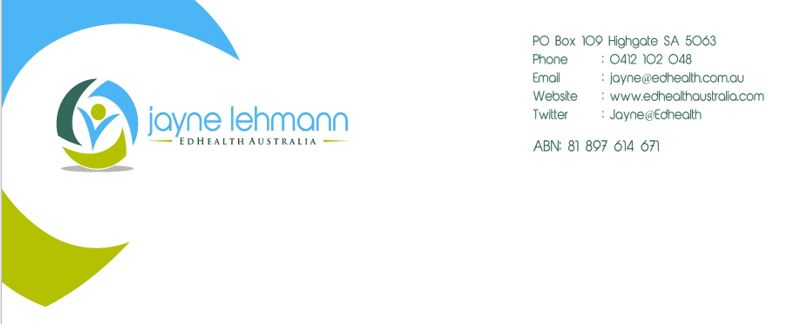 jayne lehmann
EDHEALTH AUSTRALIA
PO Box 109 Highgate SA 5063
Phone : 0412 102 048
Email : jayne@edhealth.com.au
Website : www.edhealthaustralia.com
Twitter : Jayne@Edhealth
ABN: 81 897 614 671